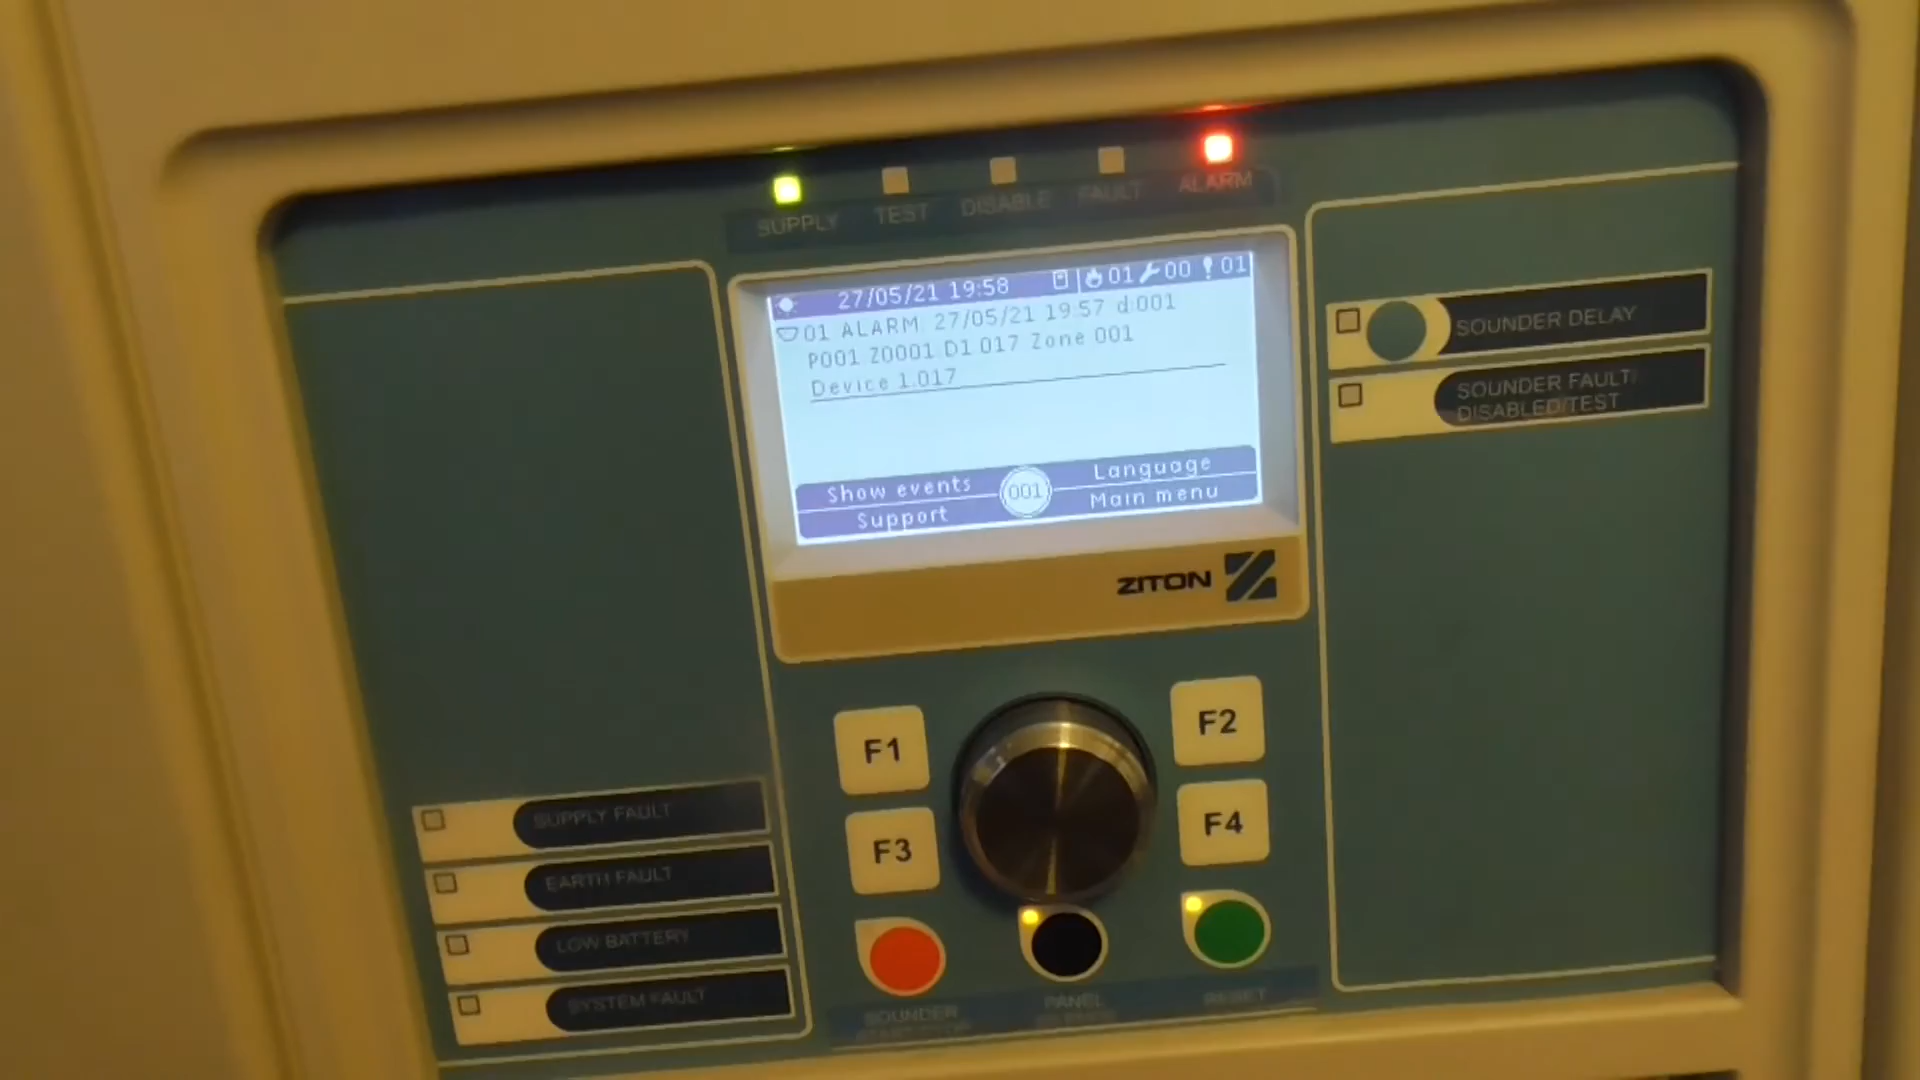 SUPPLY TEST DISABLE FAULT ALARM
27/05/21 19:58 01 00 01
01 ALARM 27/05/21 19:57 d:001
P001 Z0001 D1.017 Zone 001
Device 1.017
Show events Language
001
Support Main menu
ZITON
SOUNDER DELAY
SOUNDER FAULT/
DISABLED/TEST
F1 F2
F3 F4
SUPPLY FAULT
EARTH FAULT
LOW BATTERY
SYSTEM FAULT
SOUNDER PANEL RESET